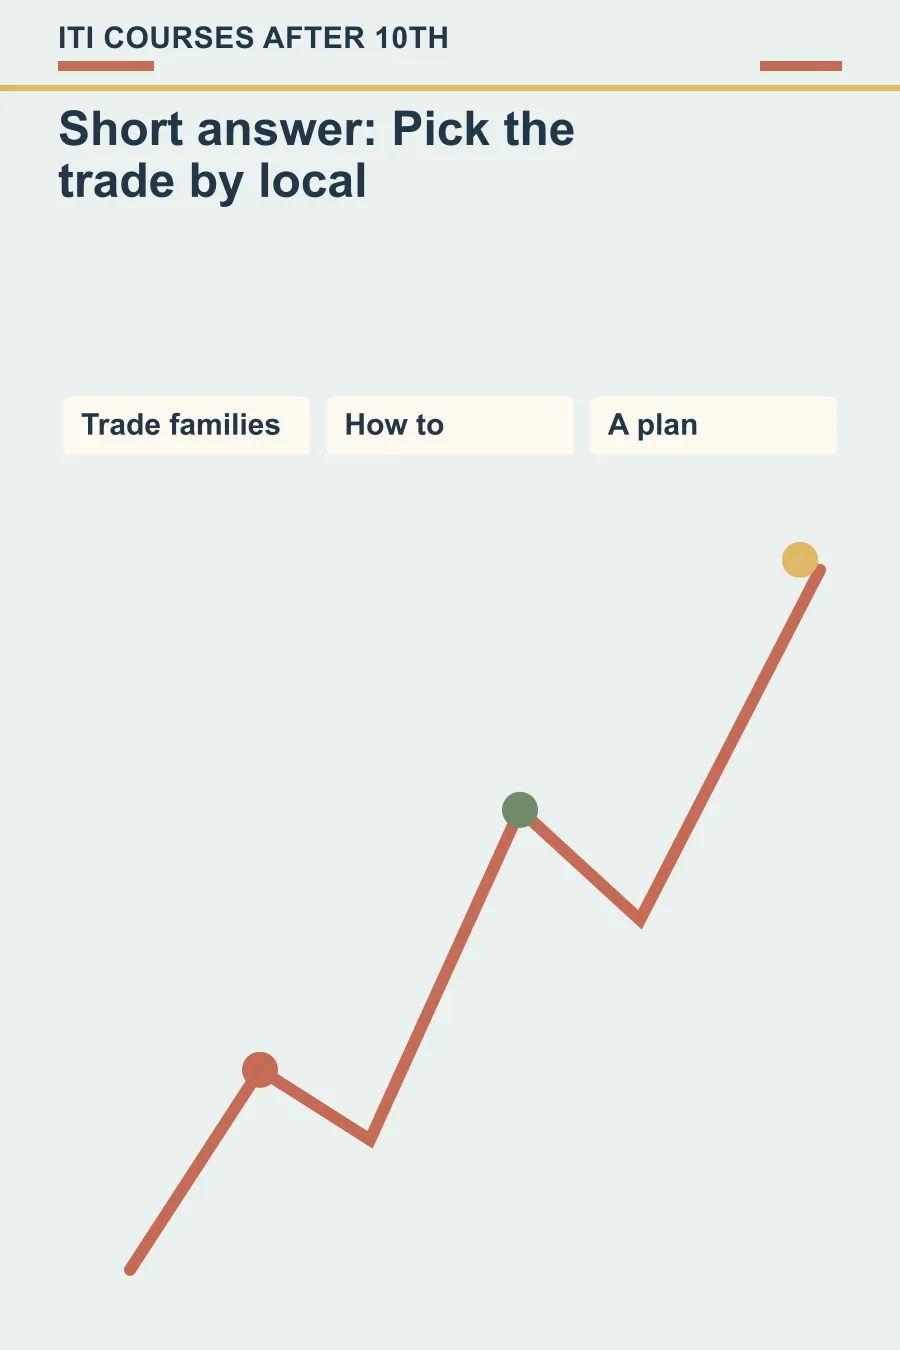 ITI COURSES AFTER 10TH
Short answer: Pick the
trade by local
Trade families
How to
A plan